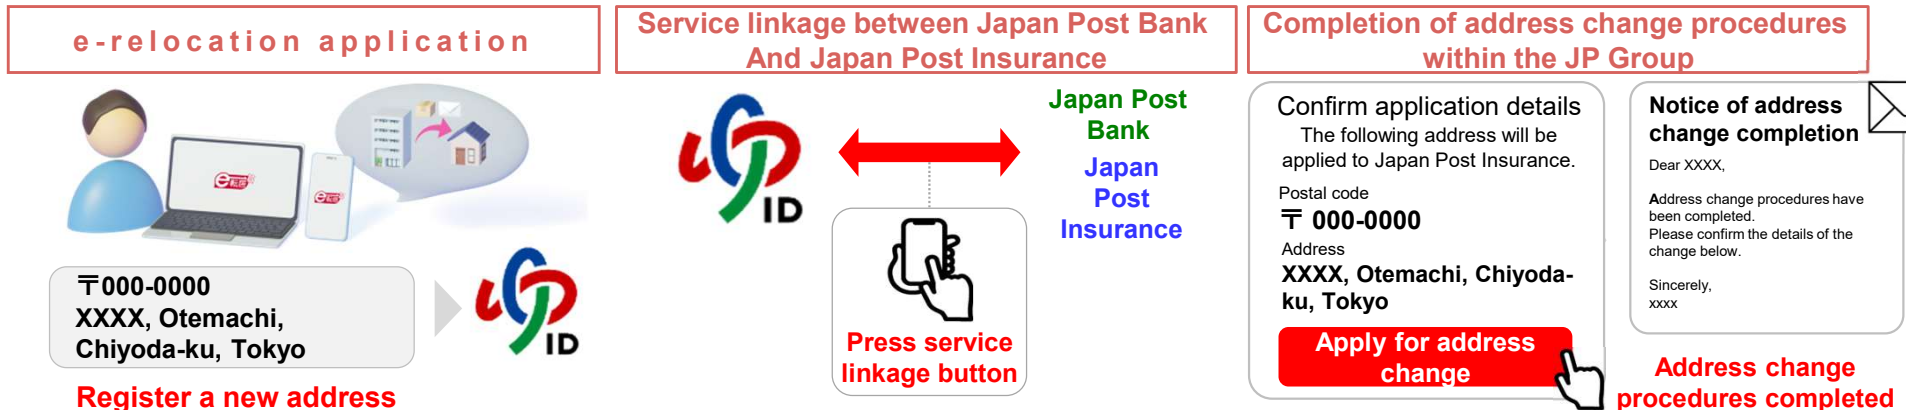 e-relocation application
〒000-0000
XXXX, Otemachi,
Chiyoda-ku, Tokyo
ID
Register a new address
Service linkage between Japan Post Bank
And Japan Post Insurance
ID
Japan Post
Bank
Japan
Post
Insurance
Press service
linkage button
Completion of address change procedures
within the JP Group
Confirm application details
The following address will be
applied to Japan Post Insurance.
Postal code
〒 000-0000
Address
XXXX, Otemachi, Chiyoda-
ku, Tokyo
Apply for address
change
Notice of address
change completion
Dear XXXX,
Address change procedures have
been completed.
Please confirm the details of the
change below.
Sincerely,
xxxx
Address change
procedures completed